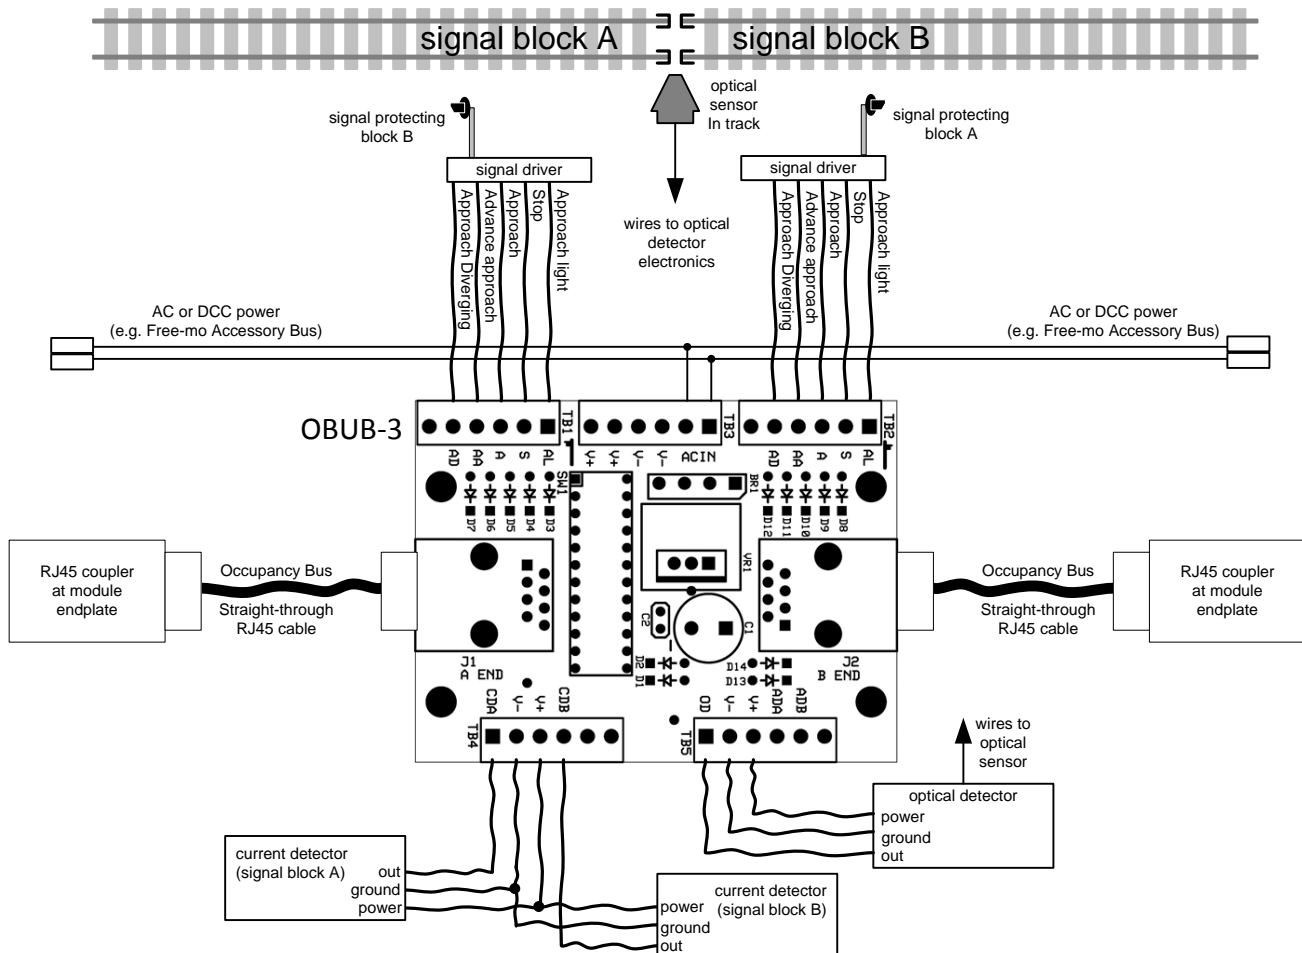 signal block A
signal block B
optical
sensor
In track
signal protecting
block B
signal protecting
block A
signal driver
signal driver
Approach Diverging
Advance approach
Approach
Stop
Approach light
wires to optical
detector
electronics
Approach Diverging
Advance approach
Approach
Stop
Approach light
AC or DCC power
(e.g. Free-mo Accessory Bus)
AC or DCC power
(e.g. Free-mo Accessory Bus)
OBUB-3
TB1
TB3
TB2
AD AA A S AL
V+ V+ V- V- ACIN
AD AA A S AL
SW1
BR1
D7 D6 D5 D4 D3
D12 D11 D10 D9 D8
VR1
RJ45 coupler
at module
endplate
Occupancy Bus
Straight-through
RJ45 cable
Occupancy Bus
Straight-through
RJ45 cable
RJ45 coupler
at module
endplate
C2
C1
J1
A END
D2
D1
D14
D13
J2
B END
CDA V- V+ CDB
OD V- V+ ADA ADB
TB4
TB5
wires to
optical
sensor
optical detector
power
ground
out
current detector
(signal block A)
out
ground
power
current detector
(signal block B)
power
ground
out